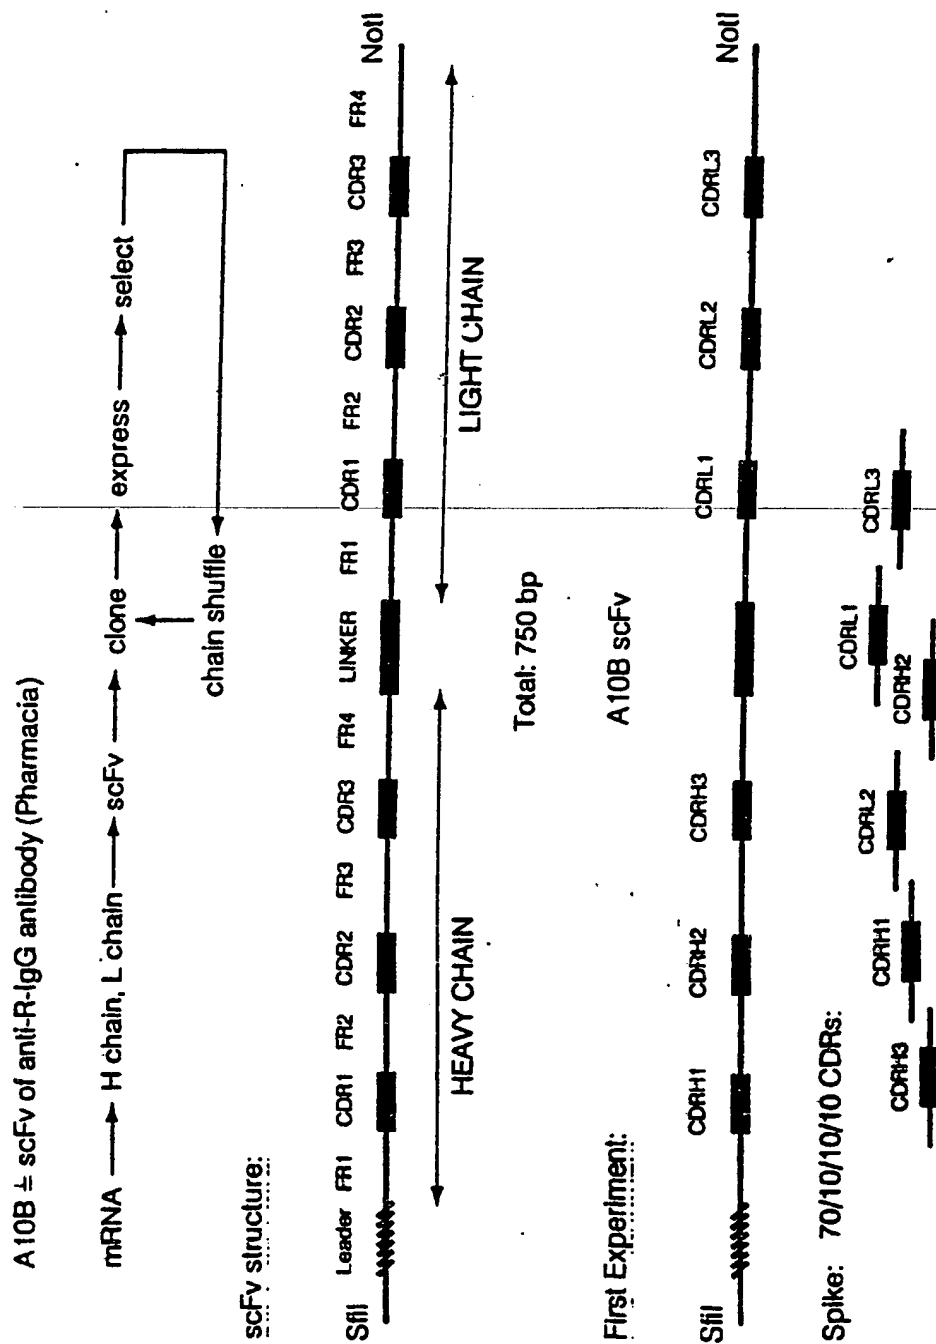 A10B ≐ scFv of anti-R-IgG antibody (Pharmacia)
mRNA H chain, L chain scFv clone express select
chain shuffle
scFv structure:
SfiI Leader FR1 CDR1 FR2 CDR2 FR3 CDR3 FR4 LINKER FR1 CDR1 FR2 CDR2 FR3 CDR3 FR4 NotI
HEAVY CHAIN LIGHT CHAIN
Total: 750 bp
First Experiment: A10B scFv
SfiI CDRH1 CDRH2 CDRH3 CDRL1 CDRL2 CDRL3 NotI
Spike: 70/10/10/10 CDRs:
CDRH3 CDRH1 CDRL2 CDRH2 CDRL1 CDRL3